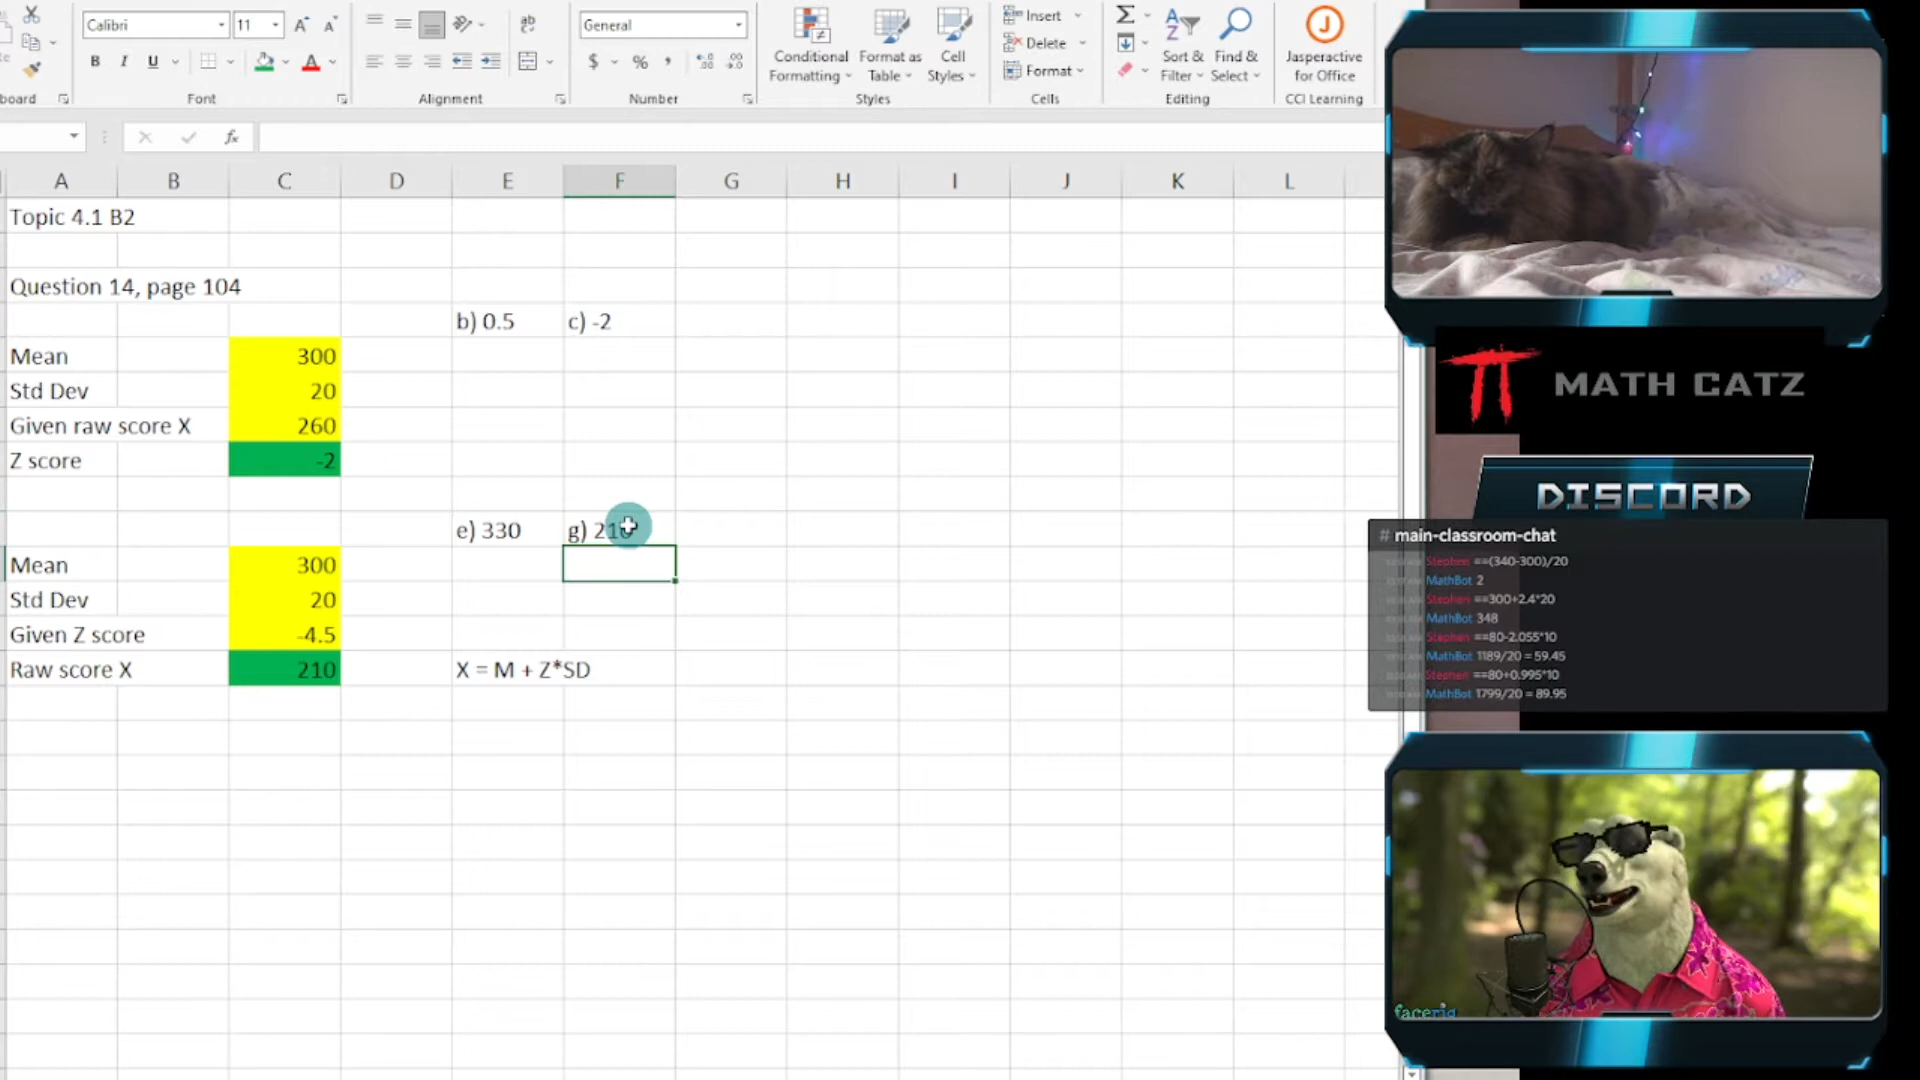 Calibri
11
ab
General
Conditional Formatting
Format as Table
Cell Styles
Insert
Delete
Format
Sort & Filter
Find & Select
Jasperactive for Office
B I U
A
$ % ,
board
Font
Alignment
Number
Styles
Cells
Editing
CCI Learning
fx
A B C D E F G H I J K L
Topic 4.1 B2
Question 14, page 104
b) 0.5 c) -2
Mean 300
Std Dev 20
Given raw score X 260
Z score -2
e) 330 g) 210
Mean 300
Std Dev 20
Given Z score -4.5
Raw score X 210 X = M + Z*SD
MATH CATZ
DISCORD
# main-classroom-chat
Stephen ==(340-300)/20
MathBot 2
Stephen ==300+2.4*20
MathBot 348
Stephen ==80-2.055*10
MathBot 1189/20 = 59.45
Stephen ==80+0.995*10
MathBot 1799/20 = 89.95
facerig